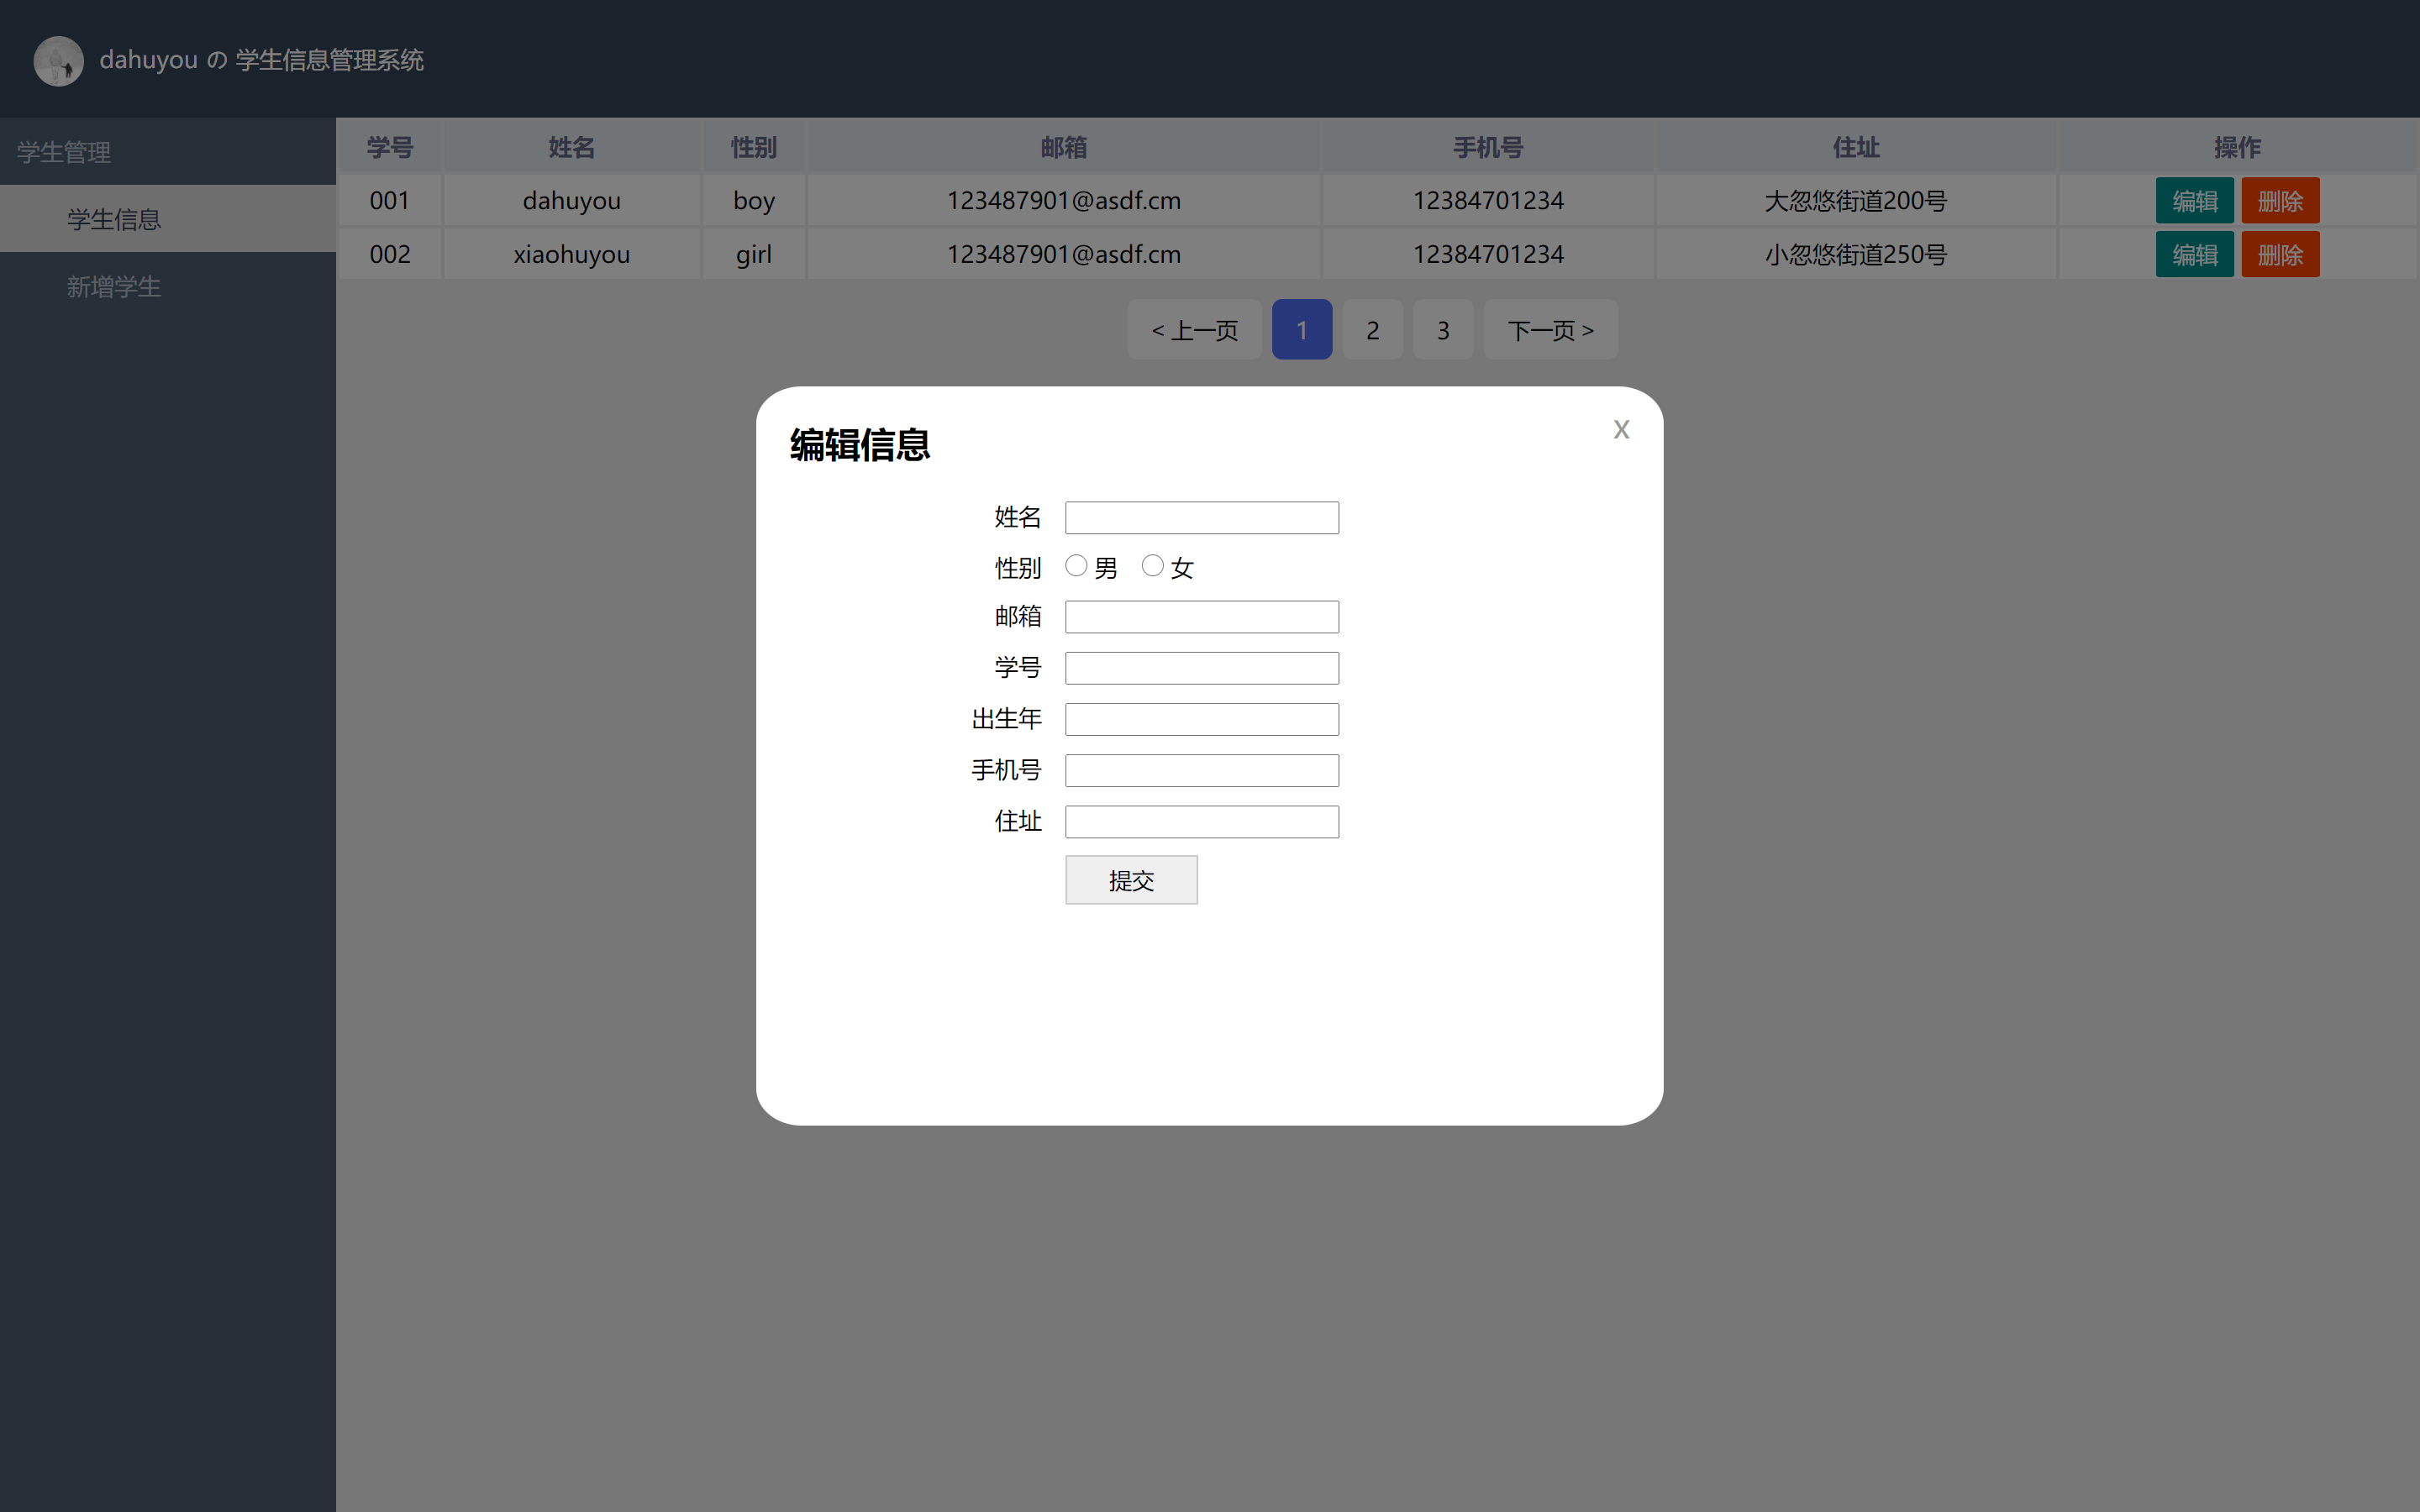 dahuyou の 学生信息管理系统
学生管理
学生信息
新增学生
学号 姓名 性别 邮箱 手机号 住址 操作
001 dahuyou boy 123487901@asdf.cm 12384701234 大忽悠街道200号 编辑 删除
002 xiaohuyou girl 123487901@asdf.cm 12384701234 小忽悠街道250号 编辑 删除
< 上一页 1 2 3 下一页 >
编辑信息 x
姓名
性别 男 女
邮箱
学号
出生年
手机号
住址
提交